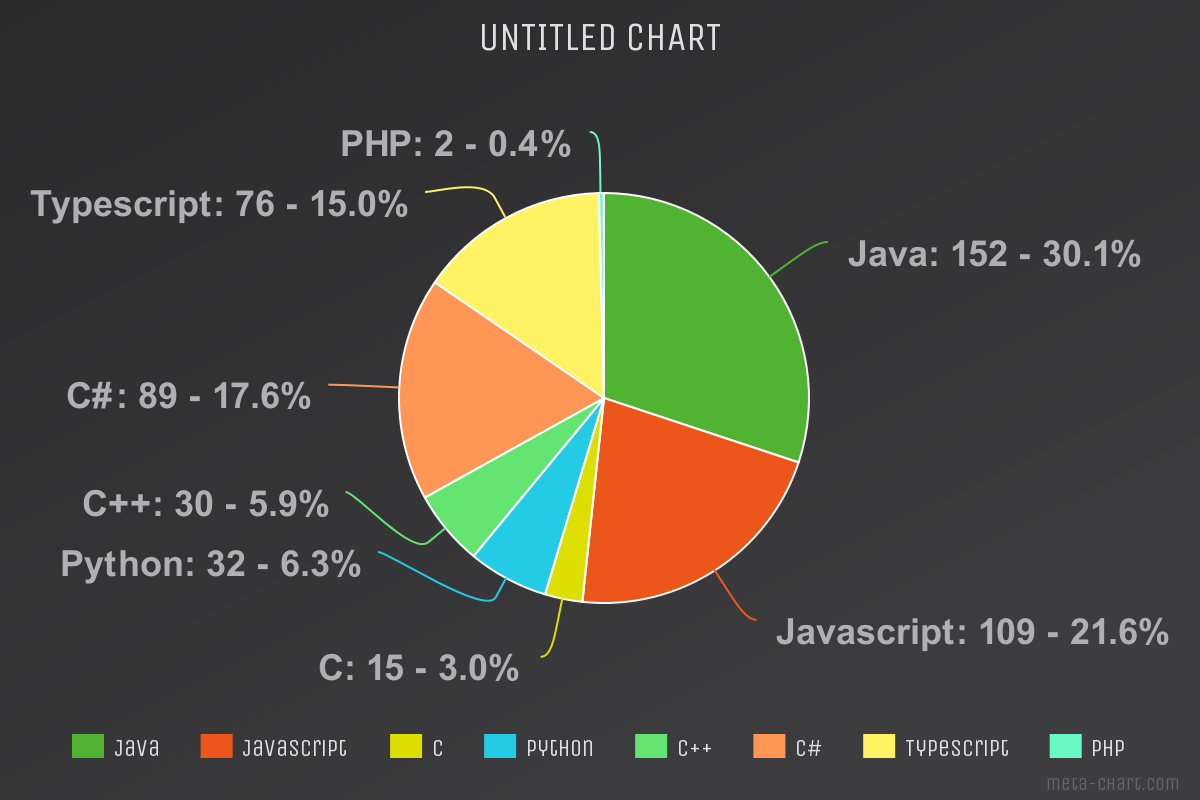 UNTITLED CHART
PHP: 2 - 0.4%
Typescript: 76 - 15.0%
Java: 152 - 30.1%
C#: 89 - 17.6%
C++: 30 - 5.9%
Python: 32 - 6.3%
Javascript: 109 - 21.6%
C: 15 - 3.0%
Java Javascript C Python C++ C# Typescript PHP
meta-chart.com